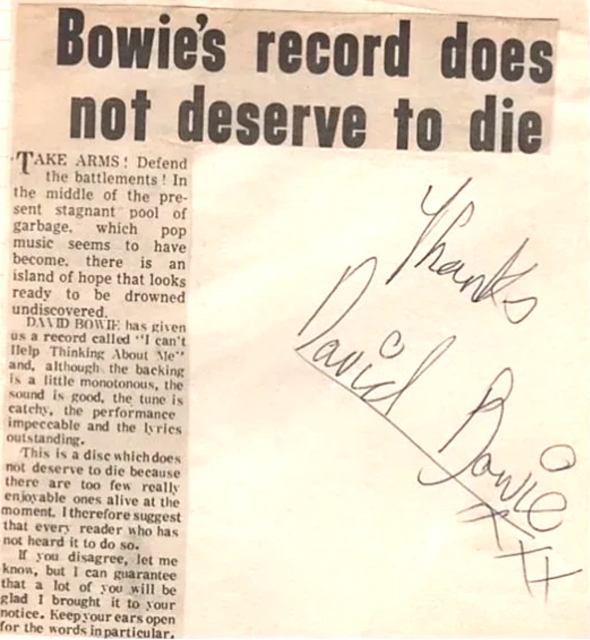 Bowie's record does
not deserve to die
TAKE ARMS! Defend
the battlements! In
the middle of the pre-
sent stagnant pool of
garbage, which pop
music seems to have
become, there is an
island of hope that looks
ready to be drowned
undiscovered.
DAVID BOWIE has given
us a record called "I can't
Help Thinking About Me"
and, although the backing
is a little monotonous, the
sound is good, the tune is
catchy, the performance
impeccable and the lyrics
outstanding.
This is a disc which does
not deserve to die because
there are too few really
enjoyable ones alive at the
moment. I therefore suggest
that every reader who has
not heard it to do so.
If you disagree, let me
know, but I can guarantee
that a lot of you will be
glad I brought it to your
notice. Keep your ears open
for the words in particular.
Thanks
David Bowie
XXX